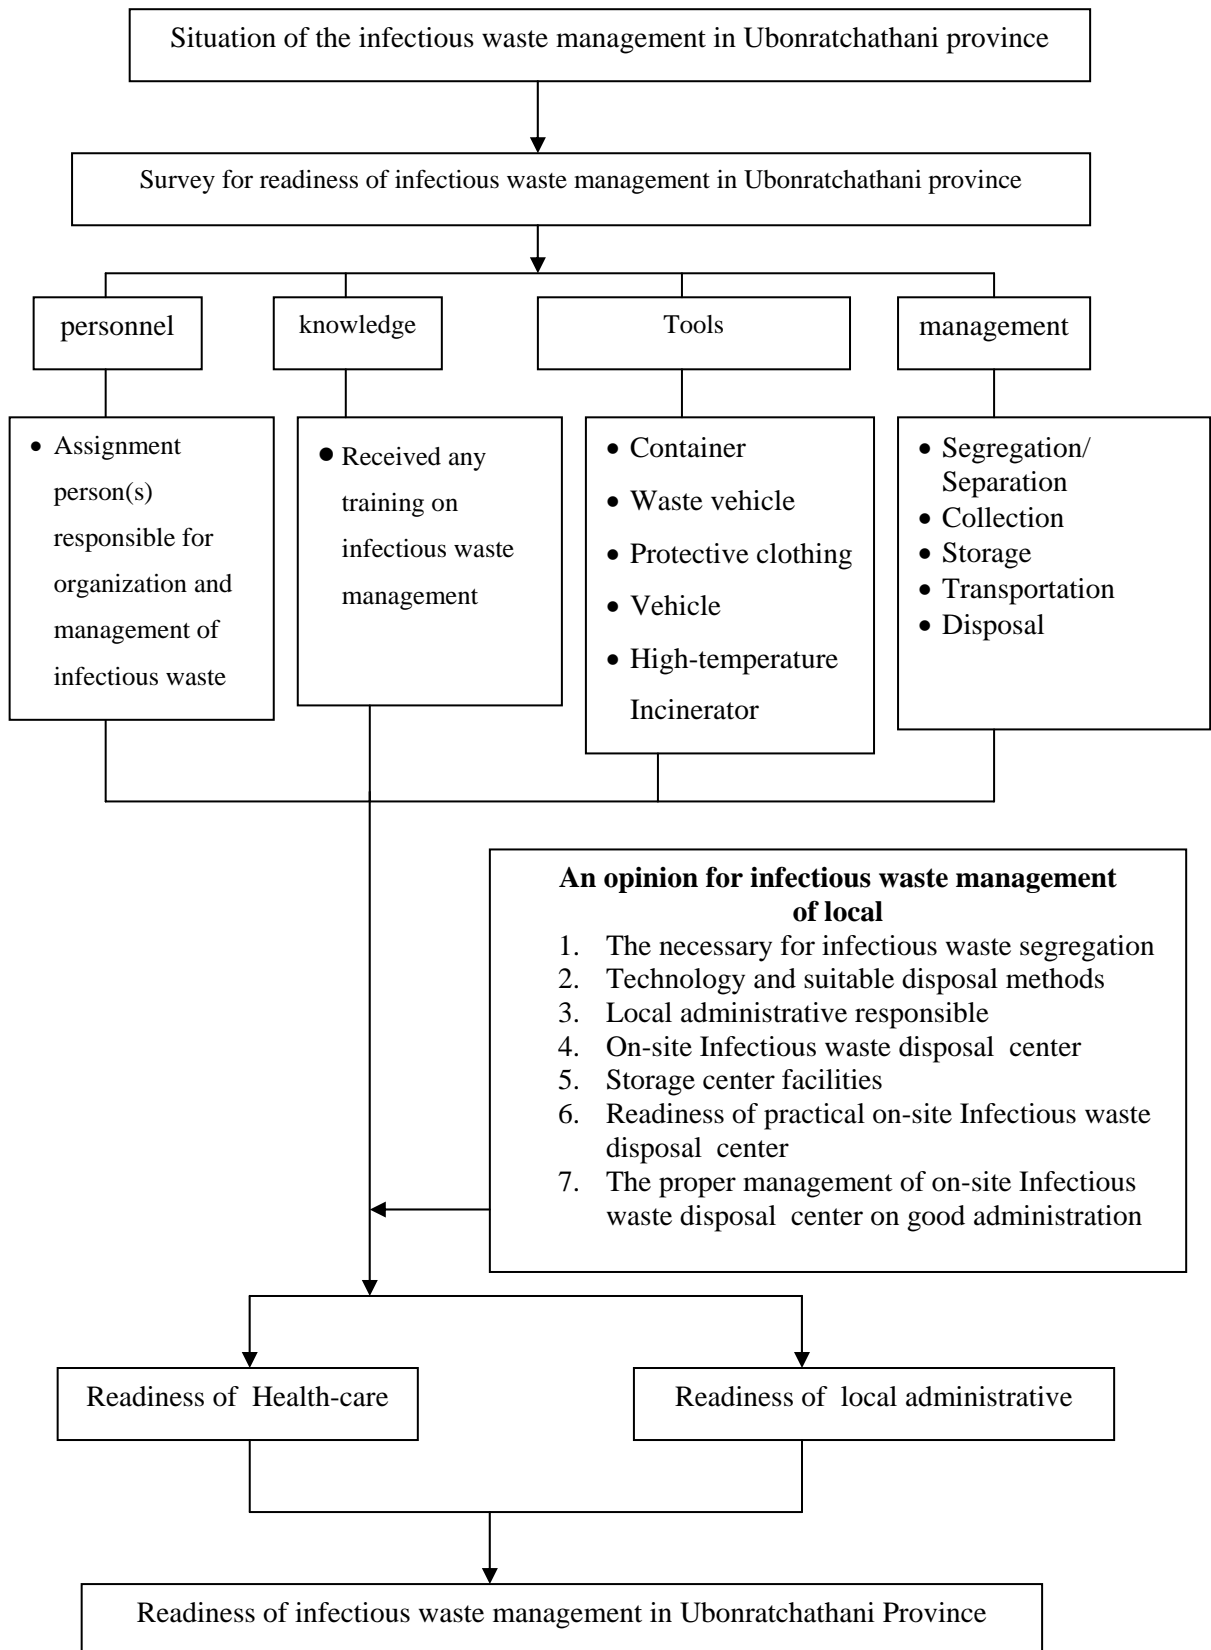 Situation of the infectious waste management in Ubonratchathani province
Survey for readiness of infectious waste management in Ubonratchathani province
personnel
knowledge
Tools
management
• Assignment
person(s)
responsible for
organization and
management of
infectious waste
• Received any
training on
infectious waste
management
• Container
• Waste vehicle
• Protective clothing
• Vehicle
• High-temperature
Incinerator
• Segregation/
Separation
• Collection
• Storage
• Transportation
• Disposal
An opinion for infectious waste management
of local
1. The necessary for infectious waste segregation
2. Technology and suitable disposal methods
3. Local administrative responsible
4. On-site Infectious waste disposal center
5. Storage center facilities
6. Readiness of practical on-site Infectious waste
disposal center
7. The proper management of on-site Infectious
waste disposal center on good administration
Readiness of Health-care
Readiness of local administrative
Readiness of infectious waste management in Ubonratchathani Province